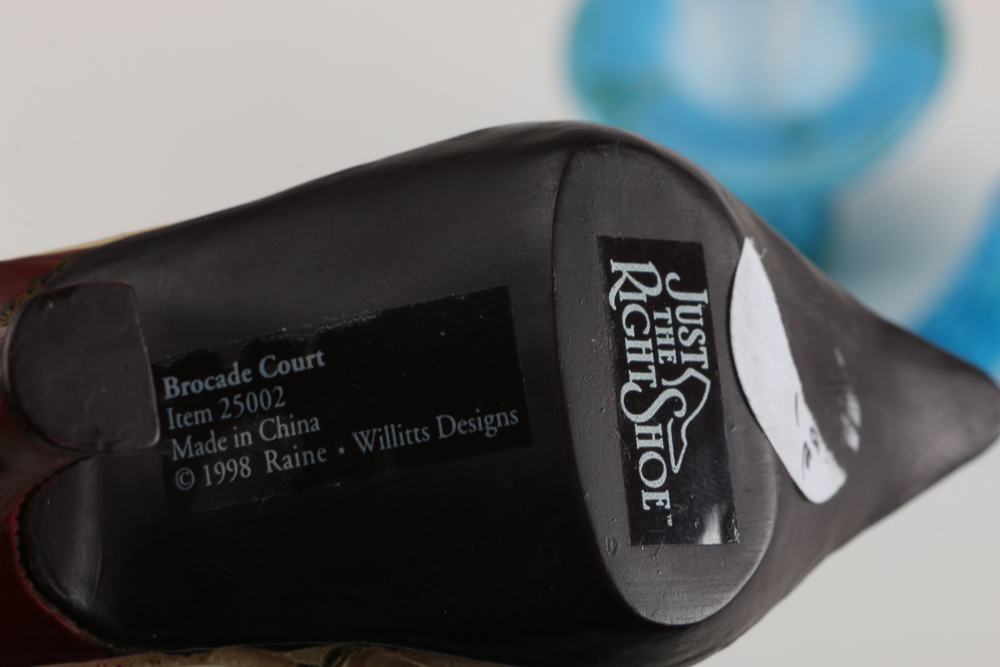 Brocade Court
Item 25002
Made in China
© 1998 Raine • Willitts Designs
JUST
THE
RIGHT SHOE™